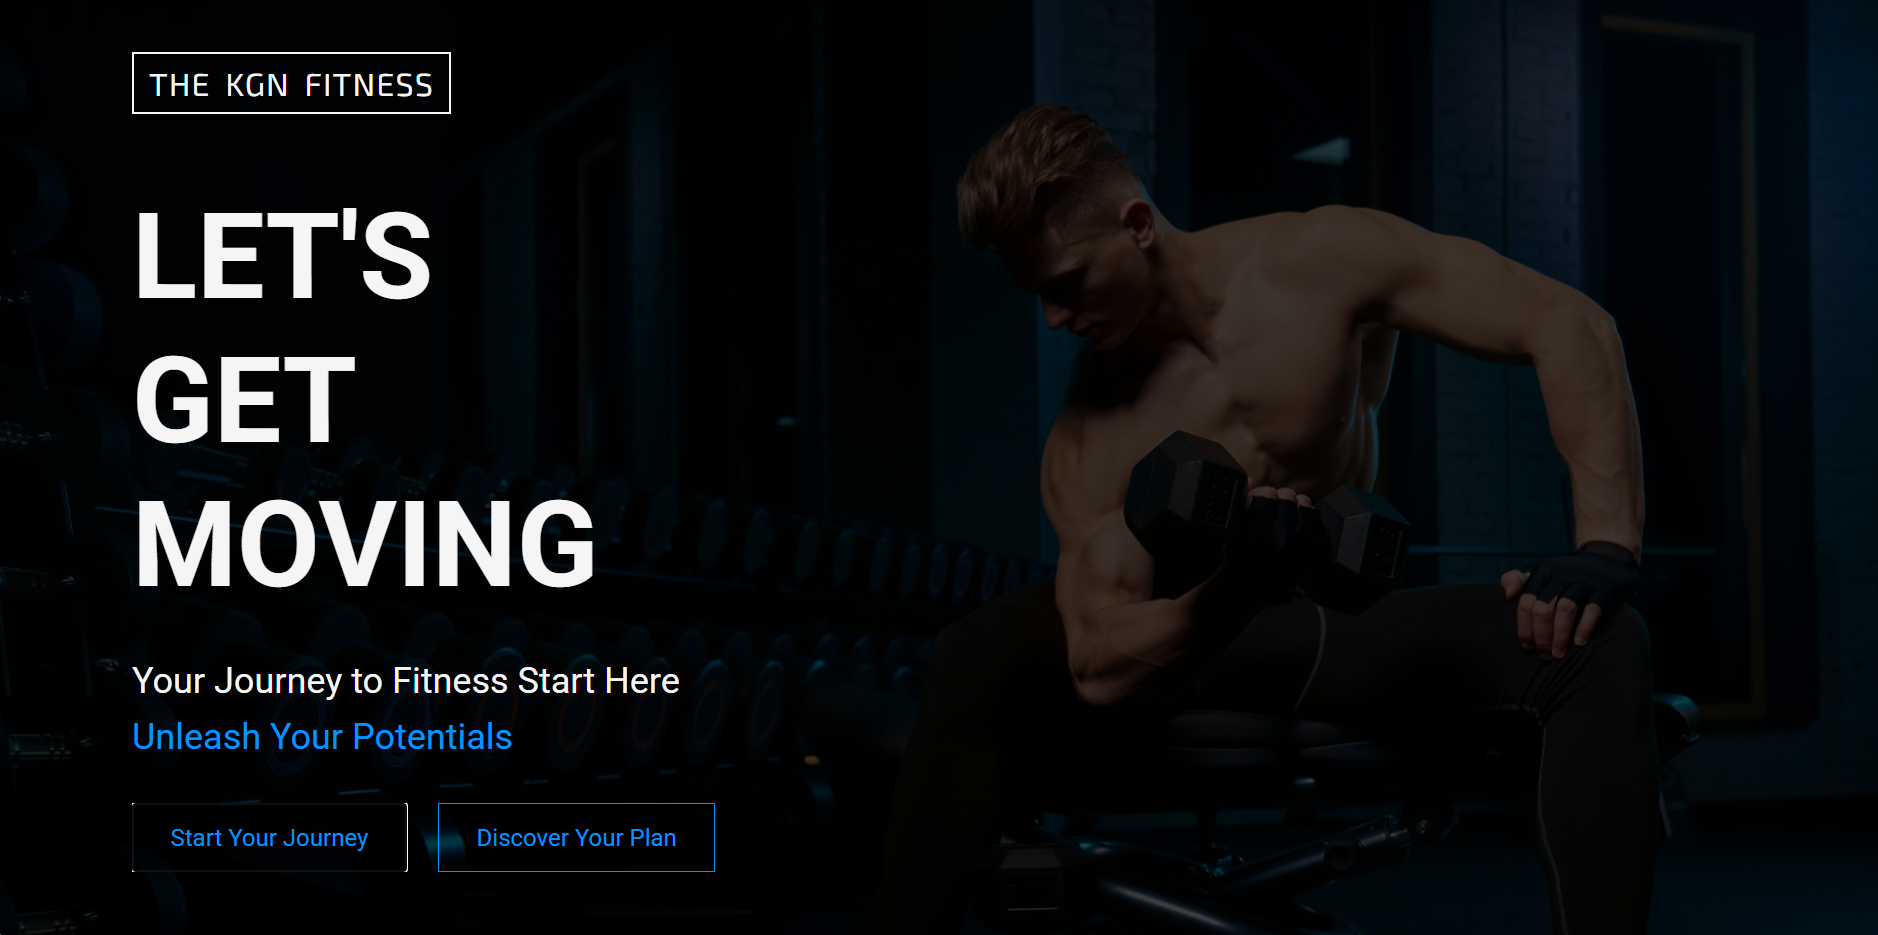 THE KGN FITNESS
LET'S
GET
MOVING
Your Journey to Fitness Start Here
Unleash Your Potentials
Start Your Journey
Discover Your Plan